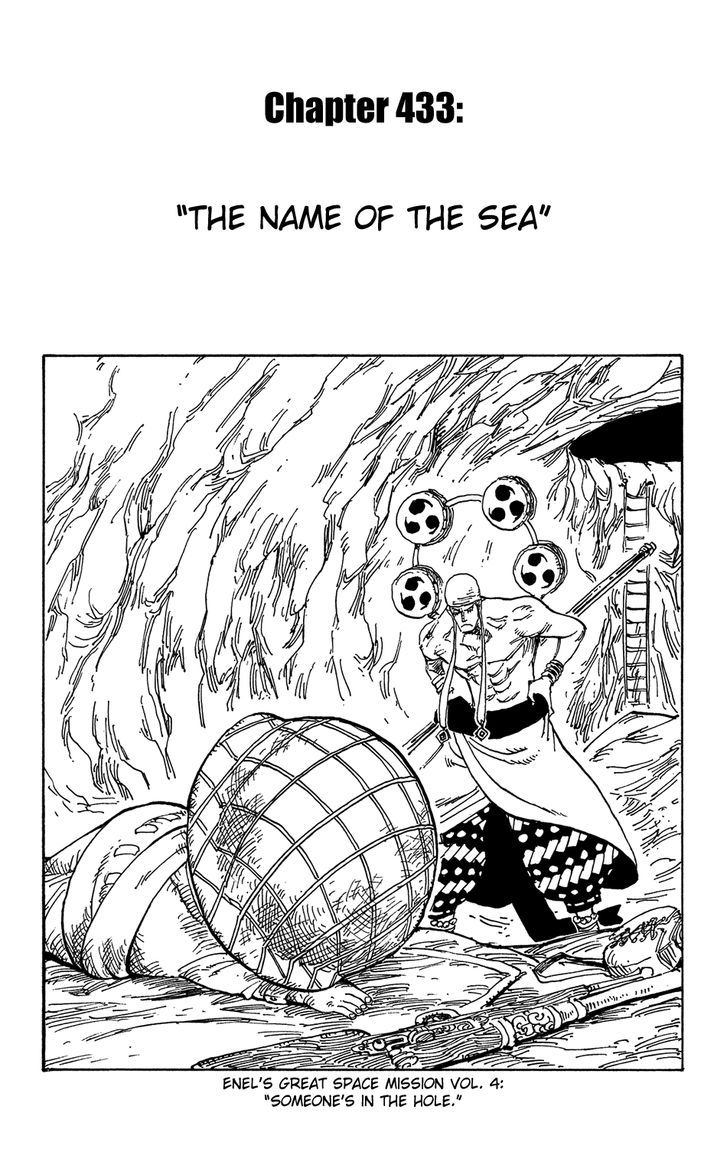 Chapter 433:
"THE NAME OF THE SEA"
ENEL'S GREAT SPACE MISSION VOL. 4:
"SOMEONE'S IN THE HOLE."